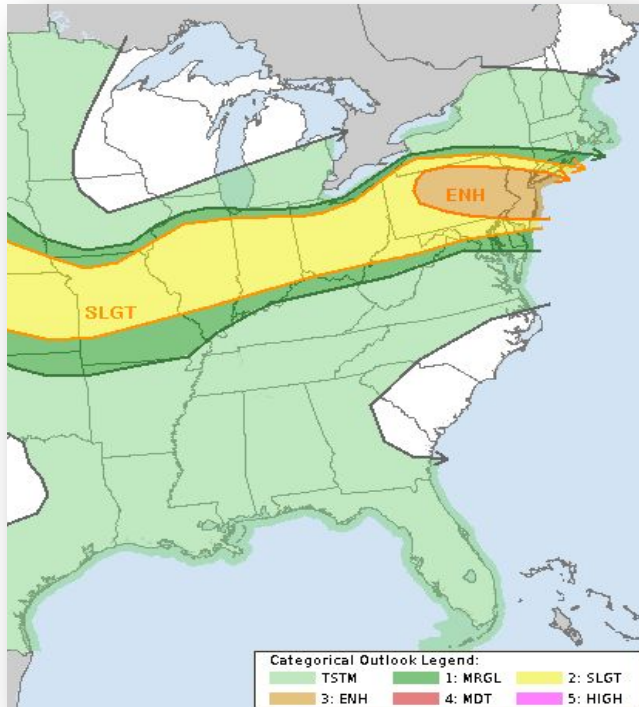 ENH
SLGT
Categorical Outlook Legend:
TSTM 1: MRGL 2: SLGT
3: ENH 4: MDT 5: HIGH